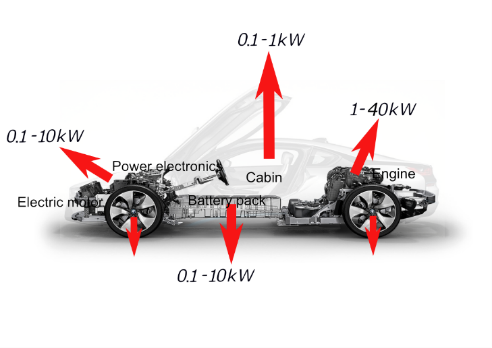 0.1-1kW
1-40kW
0.1-10kW
Power electronics
Cabin
Engine
Electric motor
Battery pack
0.1-10kW